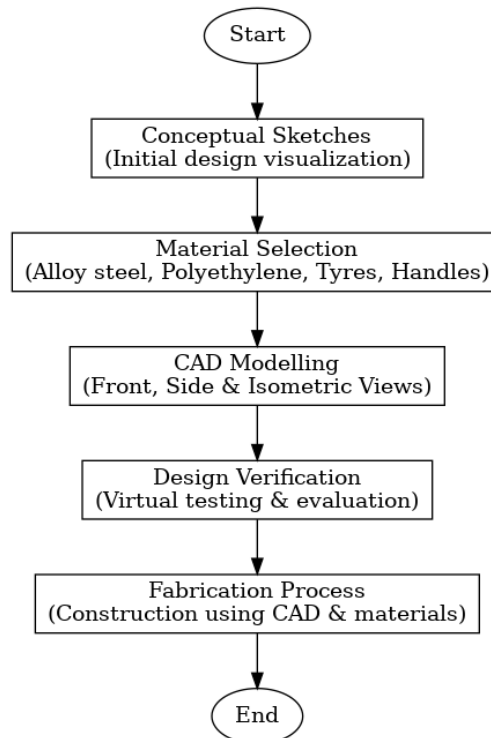 Start
Conceptual Sketches
(Initial design visualization)
Material Selection
(Alloy steel, Polyethylene, Tyres, Handles)
CAD Modelling
(Front, Side & Isometric Views)
Design Verification
(Virtual testing & evaluation)
Fabrication Process
(Construction using CAD & materials)
End